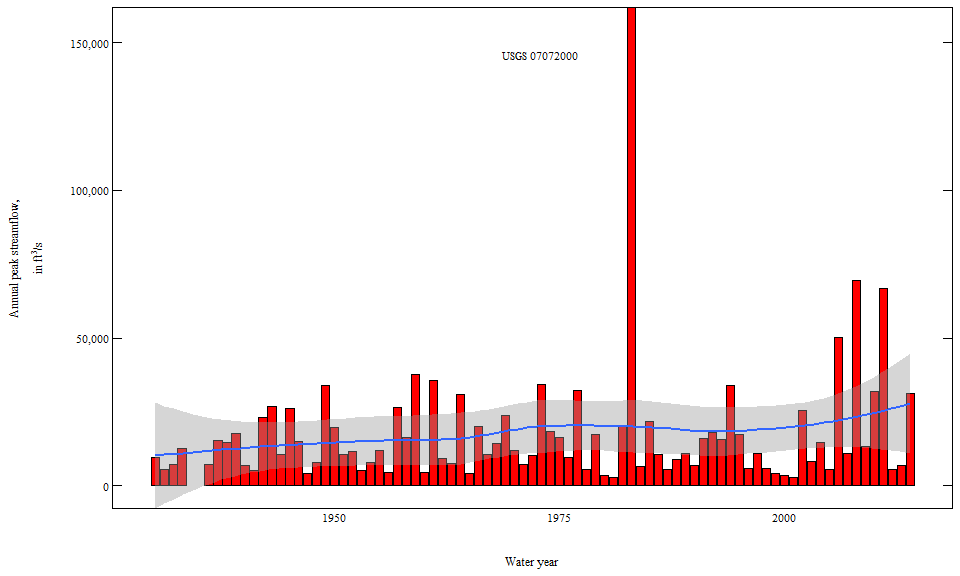 150,000
USGS 07072000
100,000
Annual peak streamflow,
in ft³/s
50,000
0
1950 1975 2000
Water year